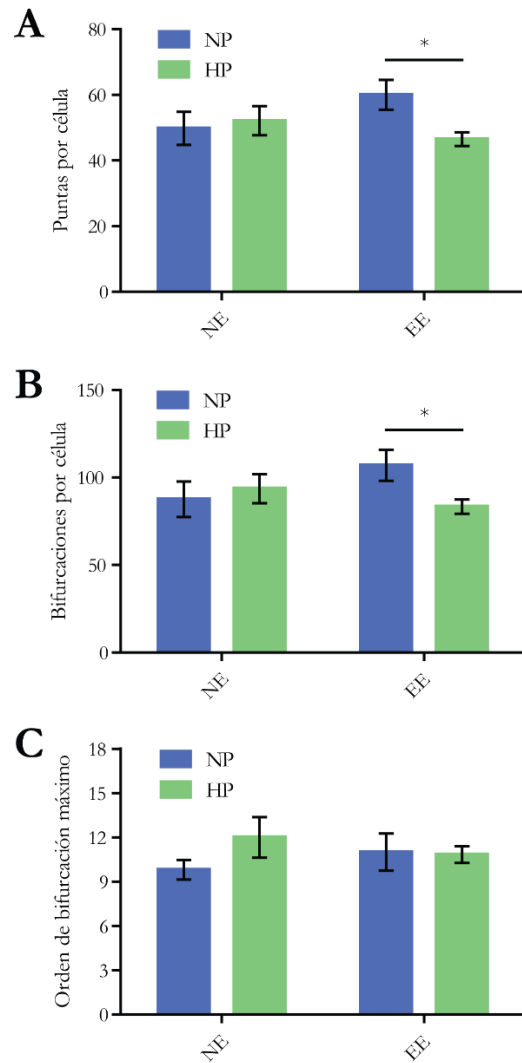 A
Puntas por célula
80
60
40
20
0
NP
HP
*
NE
EE
B
Bifurcaciones por célula
150
100
50
0
NP
HP
*
NE
EE
C
Orden de bifurcación máximo
18
15
12
9
6
3
0
NP
HP
NE
EE